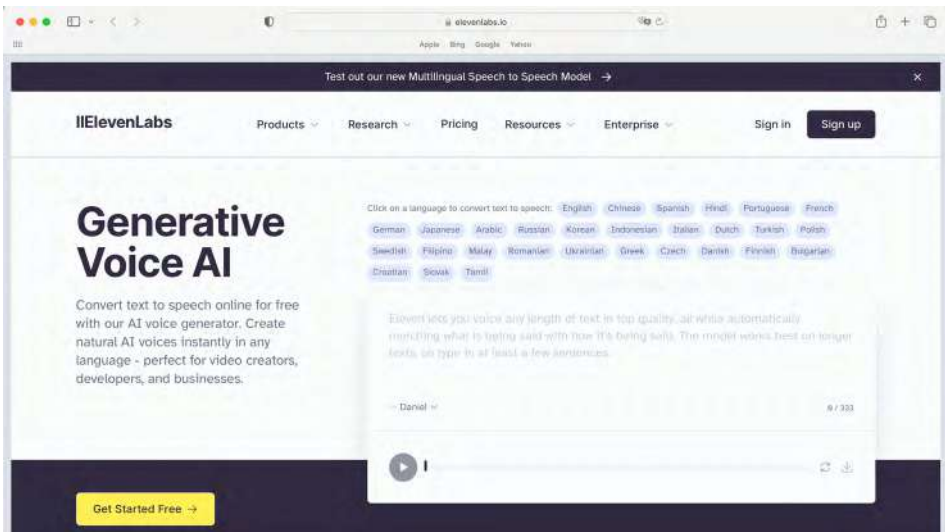 elevenlabs.io
Apple Bing Google Yahoo
Test out our new Multilingual Speech to Speech Model →
IIElevenLabs
Products Research Pricing Resources Enterprise Sign in Sign up
Generative
Voice AI
Convert text to speech online for free
with our AI voice generator. Create
natural AI voices instantly in any
language - perfect for video creators,
developers, and businesses.
Get Started Free →
Click on a language to convert text to speech: English Chinese Spanish Hindi Portuguese French
German Japanese Arabic Russian Korean Indonesian Italian Dutch Turkish Polish
Swedish Filipino Malay Romanian Ukrainian Greek Czech Danish Finnish Bulgarian
Croatian Slovak Tamil
Eleven lets you voice any length of text in top quality, all while automatically
matching what is being said with how it's being said. The model works best on longer
texts, so type in at least a few sentences.
Daniel
0 / 333